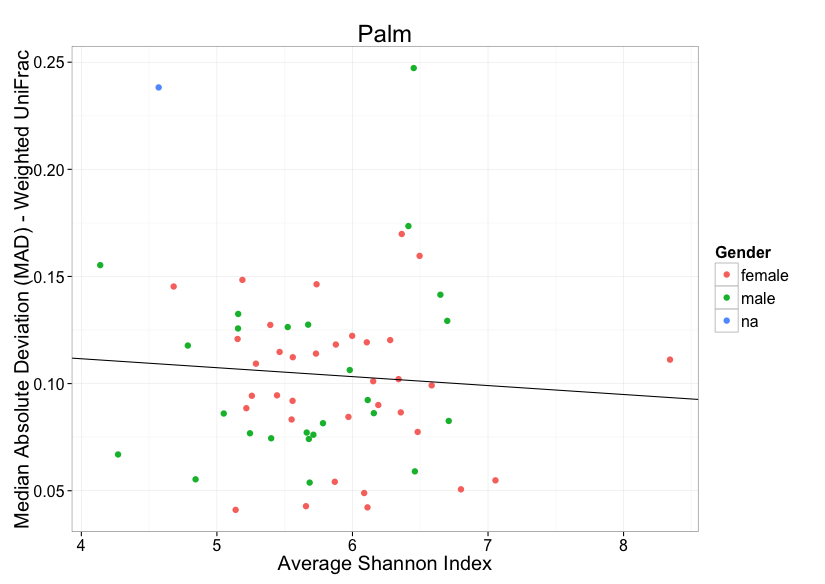 Palm
Median Absolute Deviation (MAD) - Weighted UniFrac
0.25
0.20
0.15
0.10
0.05
4 5 6 7 8
Average Shannon Index
Gender
female
male
na